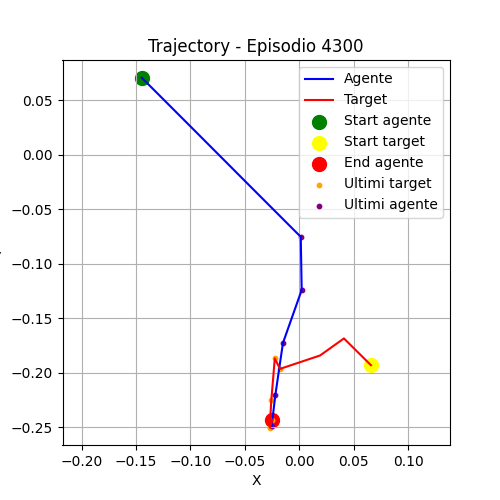 Trajectory - Episodio 4300
Agente
Target
Start agente
Start target
End agente
Ultimi target
Ultimi agente
0.05
0.00
−0.05
−0.10
−0.15
−0.20
−0.25
−0.20
−0.15
−0.10
−0.05
0.00
0.05
0.10
X